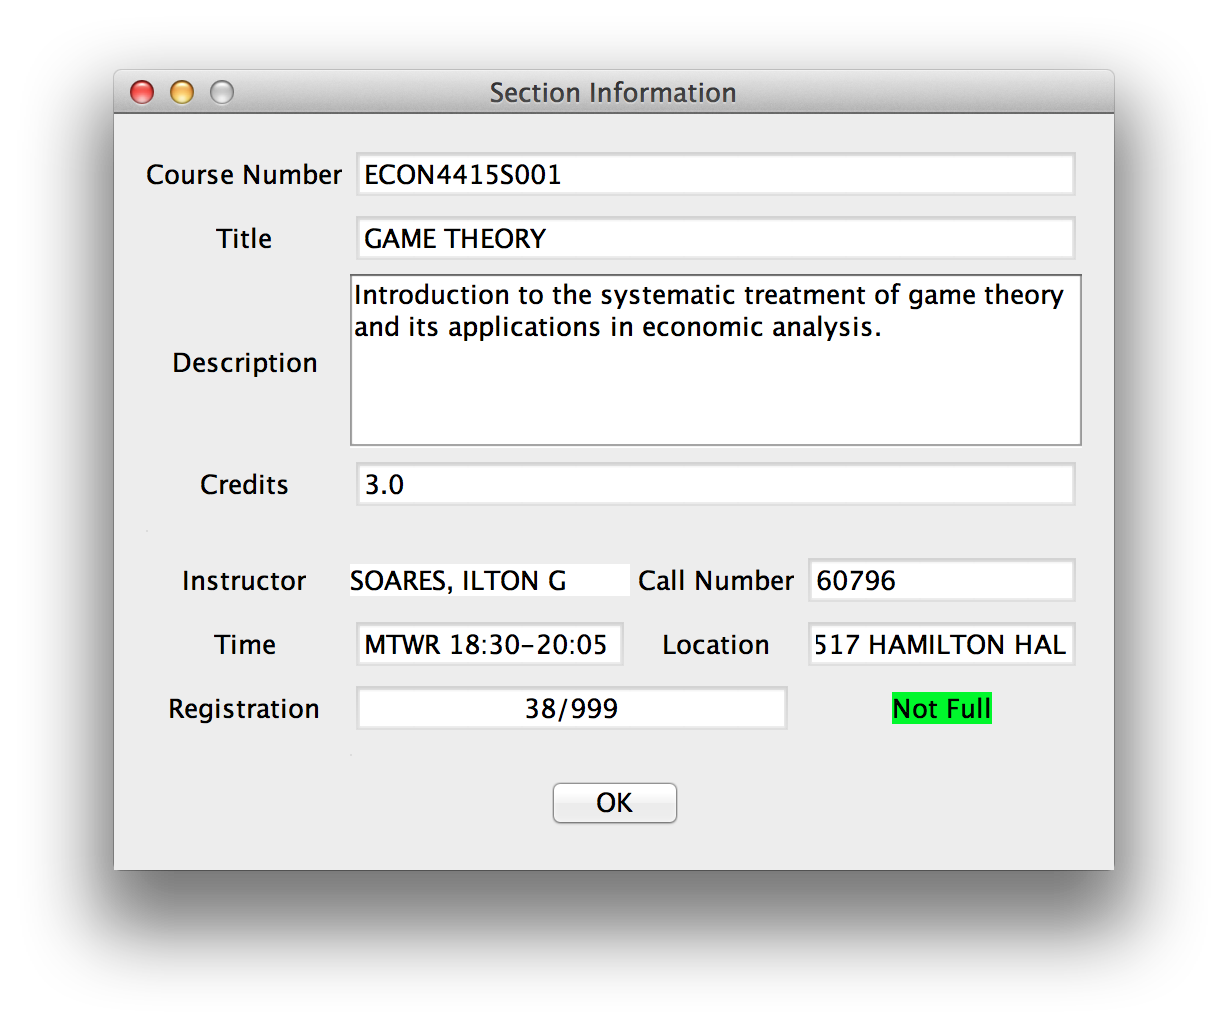 Section Information
Course Number ECON4415S001
Title GAME THEORY
Description Introduction to the systematic treatment of game theory
and its applications in economic analysis.
Credits 3.0
Instructor SOARES, ILTON G Call Number 60796
Time MTWR 18:30-20:05 Location 517 HAMILTON HAL
Registration 38/999 Not Full
OK